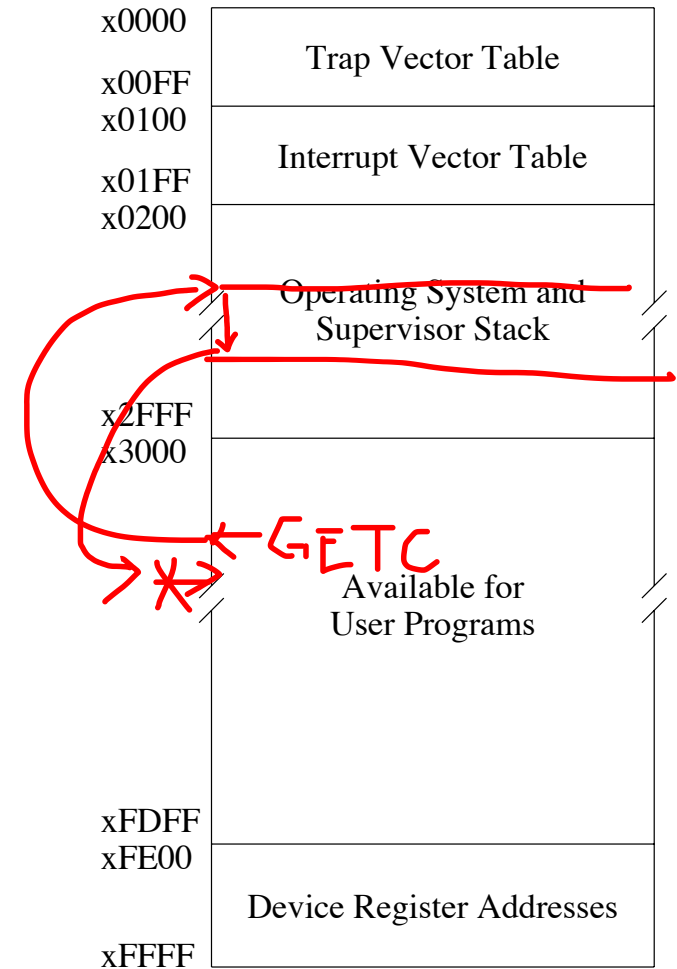 x0000
Trap Vector Table
x00FF
x0100
Interrupt Vector Table
x01FF
x0200
Operating System and
Supervisor Stack
x2FFF
x3000
GETC
*
Available for
User Programs
xFDFF
xFE00
Device Register Addresses
xFFFF